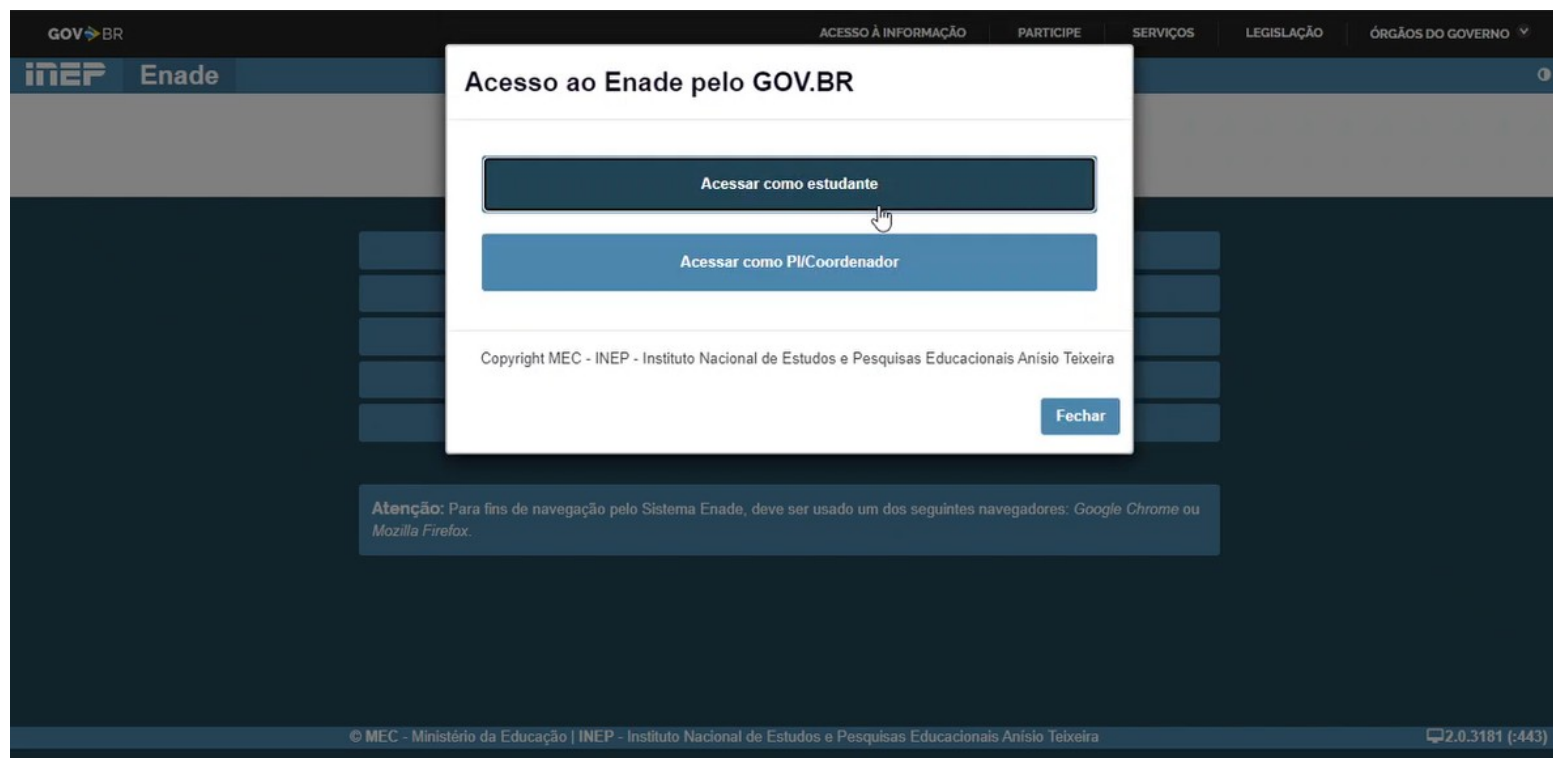 GOV BR
ACESSO À INFORMAÇÃO PARTICIPE SERVIÇOS LEGISLAÇÃO ÓRGÃOS DO GOVERNO
inep Enade
Acesso ao Enade pelo GOV.BR
Acessar como estudante
Acessar como PI/Coordenador
Copyright MEC - INEP - Instituto Nacional de Estudos e Pesquisas Educacionais Anísio Teixeira
Fechar
Atenção: Para fins de navegação pelo Sistema Enade, deve ser usado um dos seguintes navegadores: Google Chrome ou
Mozilla Firefox.
© MEC - Ministério da Educação | INEP - Instituto Nacional de Estudos e Pesquisas Educacionais Anísio Teixeira 2.0.3181 (:443)